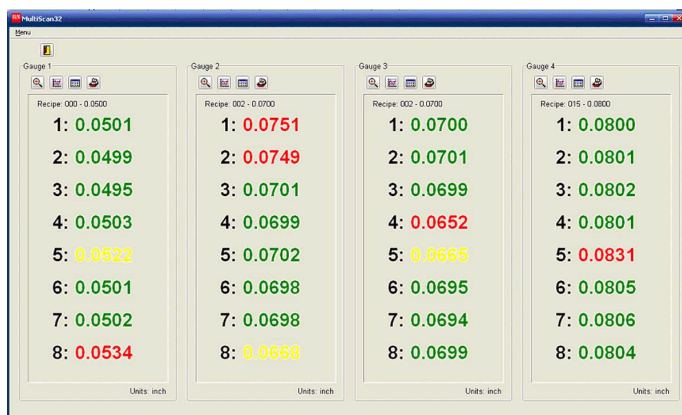 MultiScan32
Menu
Gauge 1
Recipe: 000 - 0.0500
1: 0.0501
2: 0.0499
3: 0.0495
4: 0.0503
5: 0.0522
6: 0.0501
7: 0.0502
8: 0.0534
Units: inch
Gauge 2
Recipe: 002 - 0.0700
1: 0.0751
2: 0.0749
3: 0.0701
4: 0.0699
5: 0.0702
6: 0.0698
7: 0.0698
8: 0.0668
Units: inch
Gauge 3
Recipe: 002 - 0.0700
1: 0.0700
2: 0.0701
3: 0.0699
4: 0.0652
5: 0.0665
6: 0.0695
7: 0.0694
8: 0.0699
Units: inch
Gauge 4
Recipe: 015 - 0.0800
1: 0.0800
2: 0.0801
3: 0.0802
4: 0.0801
5: 0.0831
6: 0.0805
7: 0.0806
8: 0.0804
Units: inch